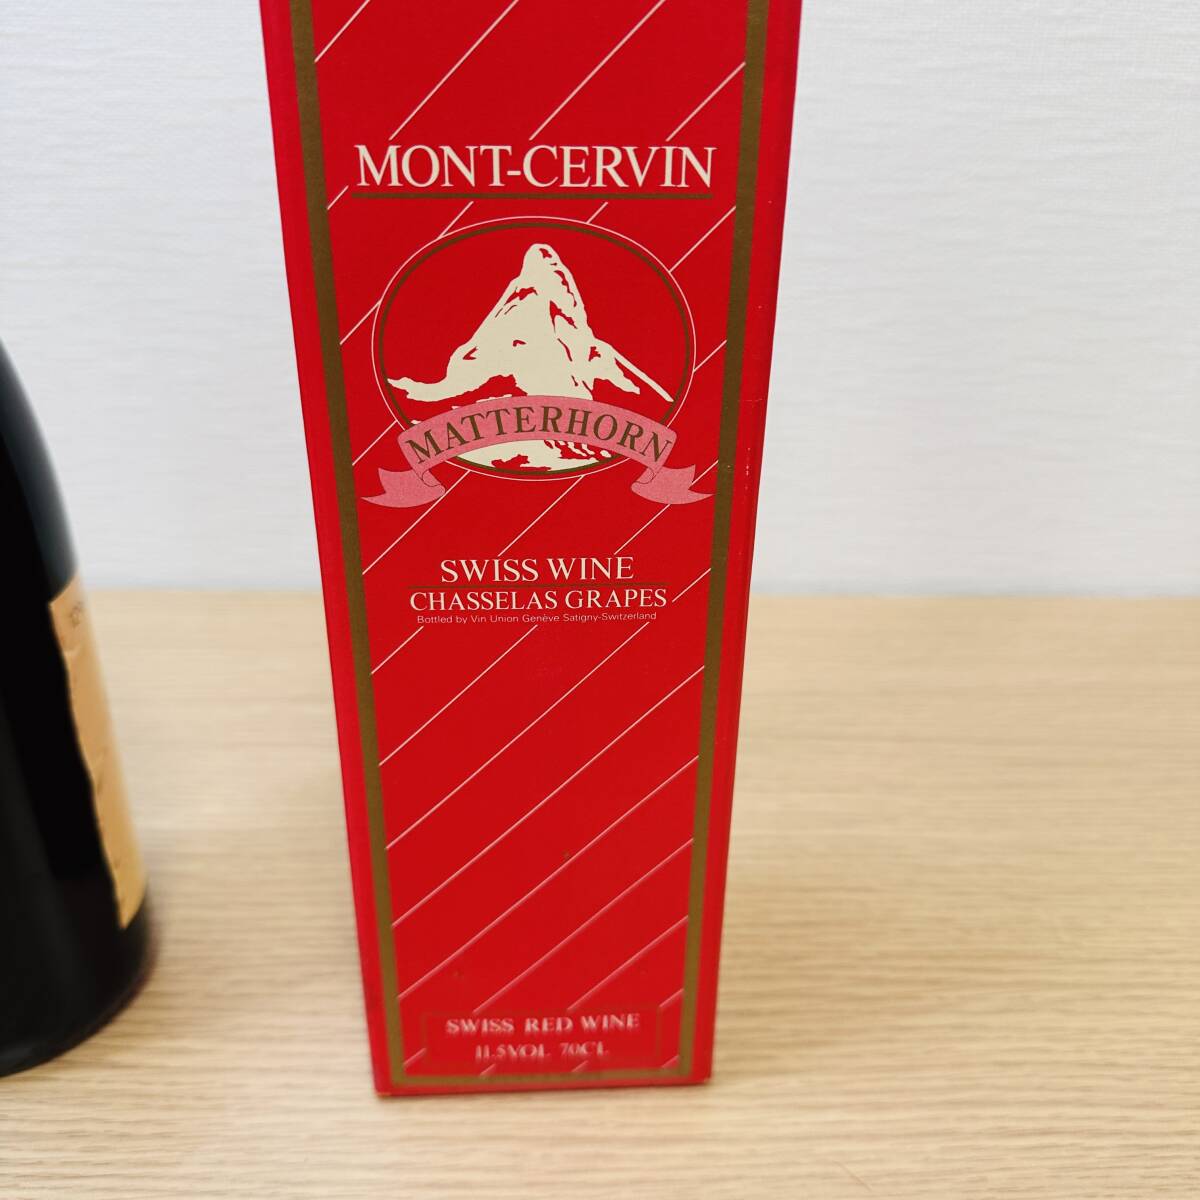 MONT-CERVIN
MATTERHORN
SWISS WINE
CHASSELAS GRAPES
Bottled by Vin Union Genève Satigny-Switzerland
SWISS RED WINE
11.5VOL 70CL